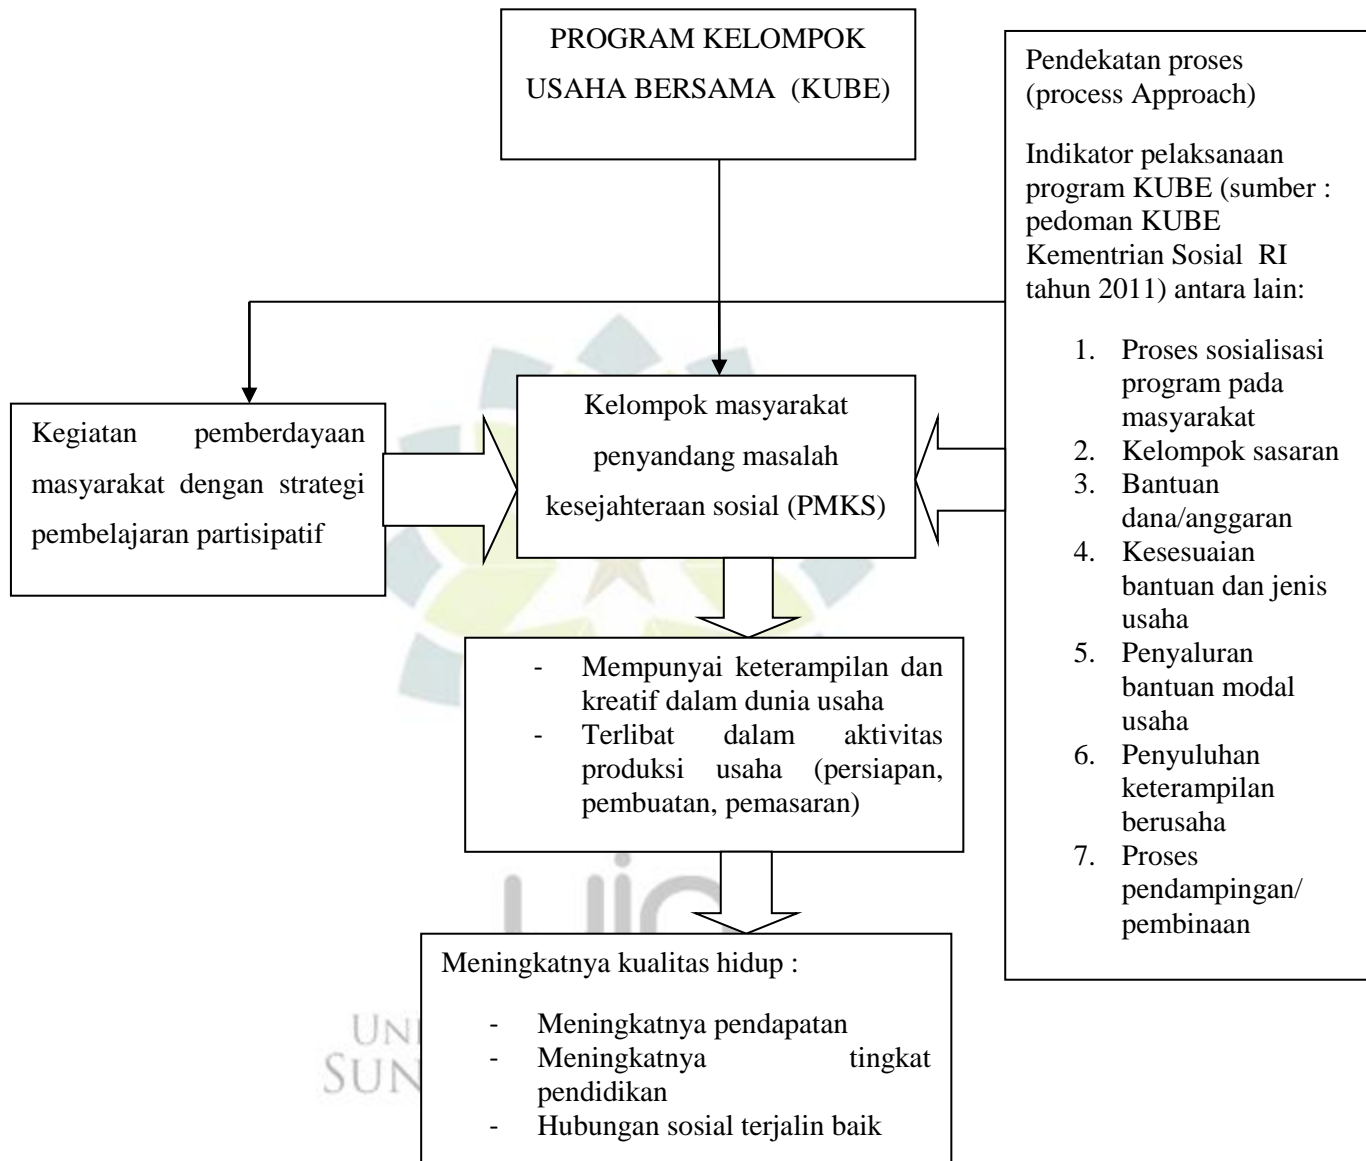 PROGRAM KELOMPOK
USAHA BERSAMA (KUBE)
Pendekatan proses
(process Approach)
Indikator pelaksanaan
program KUBE (sumber :
pedoman KUBE
Kementrian Sosial RI
tahun 2011) antara lain:
1. Proses sosialisasi
program pada
masyarakat
2. Kelompok sasaran
3. Bantuan
dana/anggaran
4. Kesesuaian
bantuan dan jenis
usaha
5. Penyaluran
bantuan modal
usaha
6. Penyuluhan
keterampilan
berusaha
7. Proses
pendampingan/
pembinaan
Kegiatan pemberdayaan
masyarakat dengan strategi
pembelajaran partisipatif
Kelompok masyarakat
penyandang masalah
kesejahteraan sosial (PMKS)
- Mempunyai keterampilan dan
kreatif dalam dunia usaha
- Terlibat dalam aktivitas
produksi usaha (persiapan,
pembuatan, pemasaran)
Meningkatnya kualitas hidup :
- Meningkatnya pendapatan
- Meningkatnya tingkat
pendidikan
- Hubungan sosial terjalin baik